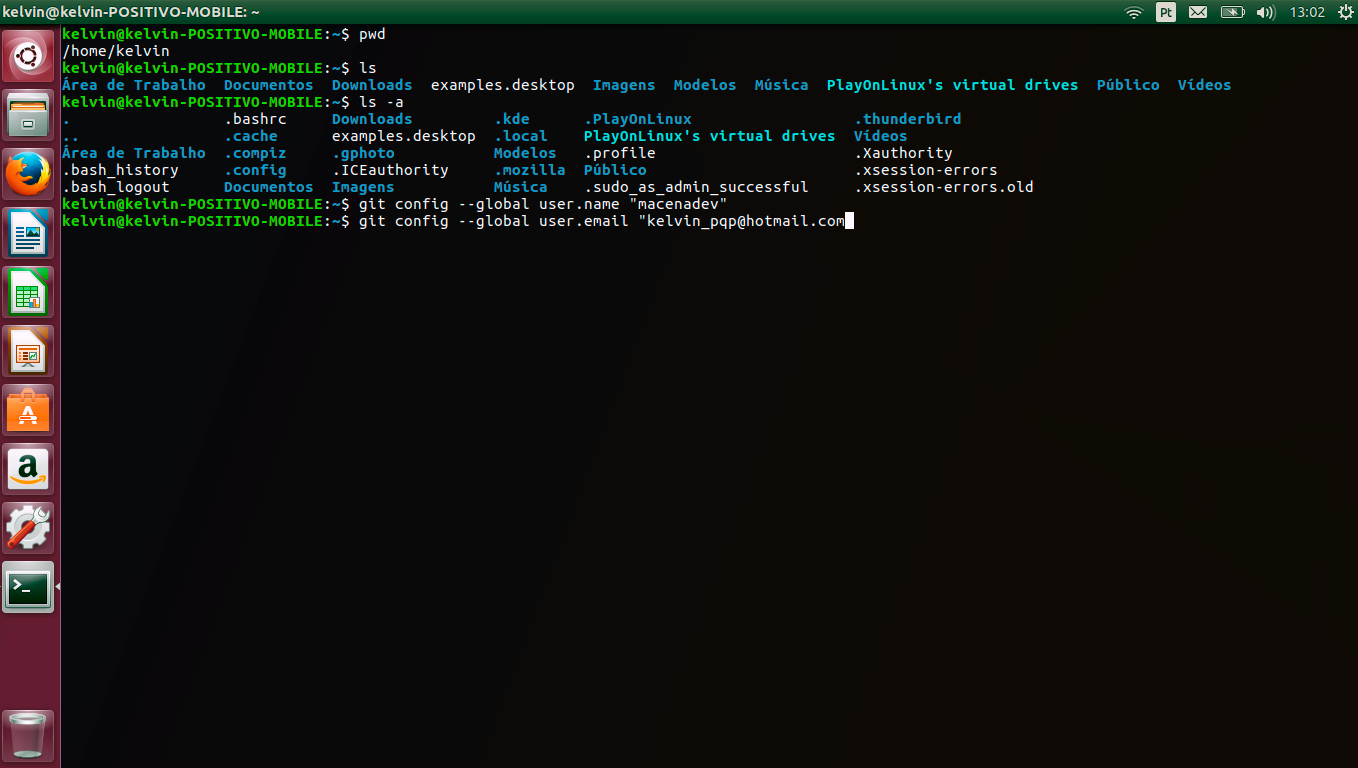 kelvin@kelvin-POSITIVO-MOBILE: ~ Pt 13:02
kelvin@kelvin-POSITIVO-MOBILE:~$ pwd
/home/kelvin
kelvin@kelvin-POSITIVO-MOBILE:~$ ls
Área de Trabalho Documentos Downloads examples.desktop Imagens Modelos Música PlayOnLinux's virtual drives Público Vídeos
kelvin@kelvin-POSITIVO-MOBILE:~$ ls -a
. .bashrc Downloads .kde .PlayOnLinux .thunderbird
.. .cache examples.desktop .local PlayOnLinux's virtual drives Vídeos
Área de Trabalho .compiz .gphoto Modelos .profile .Xauthority
.bash_history .config .ICEauthority .mozilla Público .xsession-errors
.bash_logout Documentos Imagens Música .sudo_as_admin_successful .xsession-errors.old
kelvin@kelvin-POSITIVO-MOBILE:~$ git config --global user.name "macenadev"
kelvin@kelvin-POSITIVO-MOBILE:~$ git config --global user.email "kelvin_pqp@hotmail.com